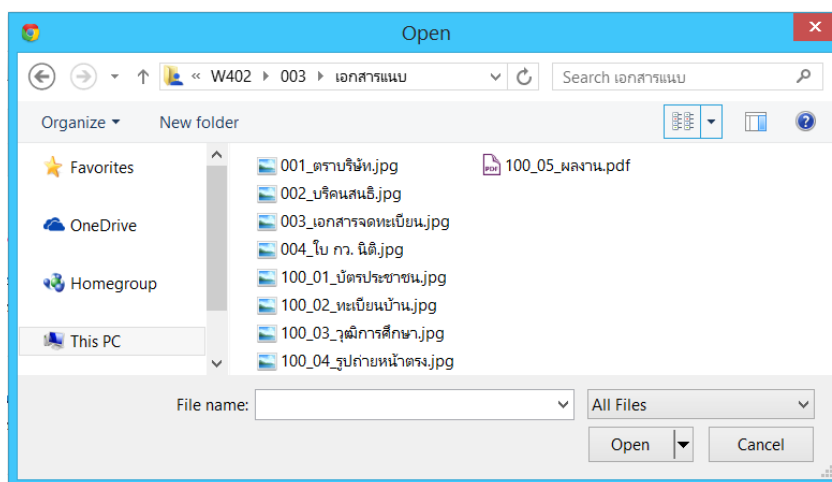 Open
« W402 ▸ 003 ▸ เอกสารแนบ
Search เอกสารแนบ
Organize New folder
Favorites
OneDrive
Homegroup
This PC
001_ตราบริษัท.jpg
002_บริคนสนธิ.jpg
003_เอกสารจดทะเบียน.jpg
004_ใบ กว. นิติ.jpg
100_01_บัตรประชาชน.jpg
100_02_ทะเบียนบ้าน.jpg
100_03_วุฒิการศึกษา.jpg
100_04_รูปถ่ายหน้าตรง.jpg
PDF 100_05_ผลงาน.pdf
File name:
All Files
Open Cancel